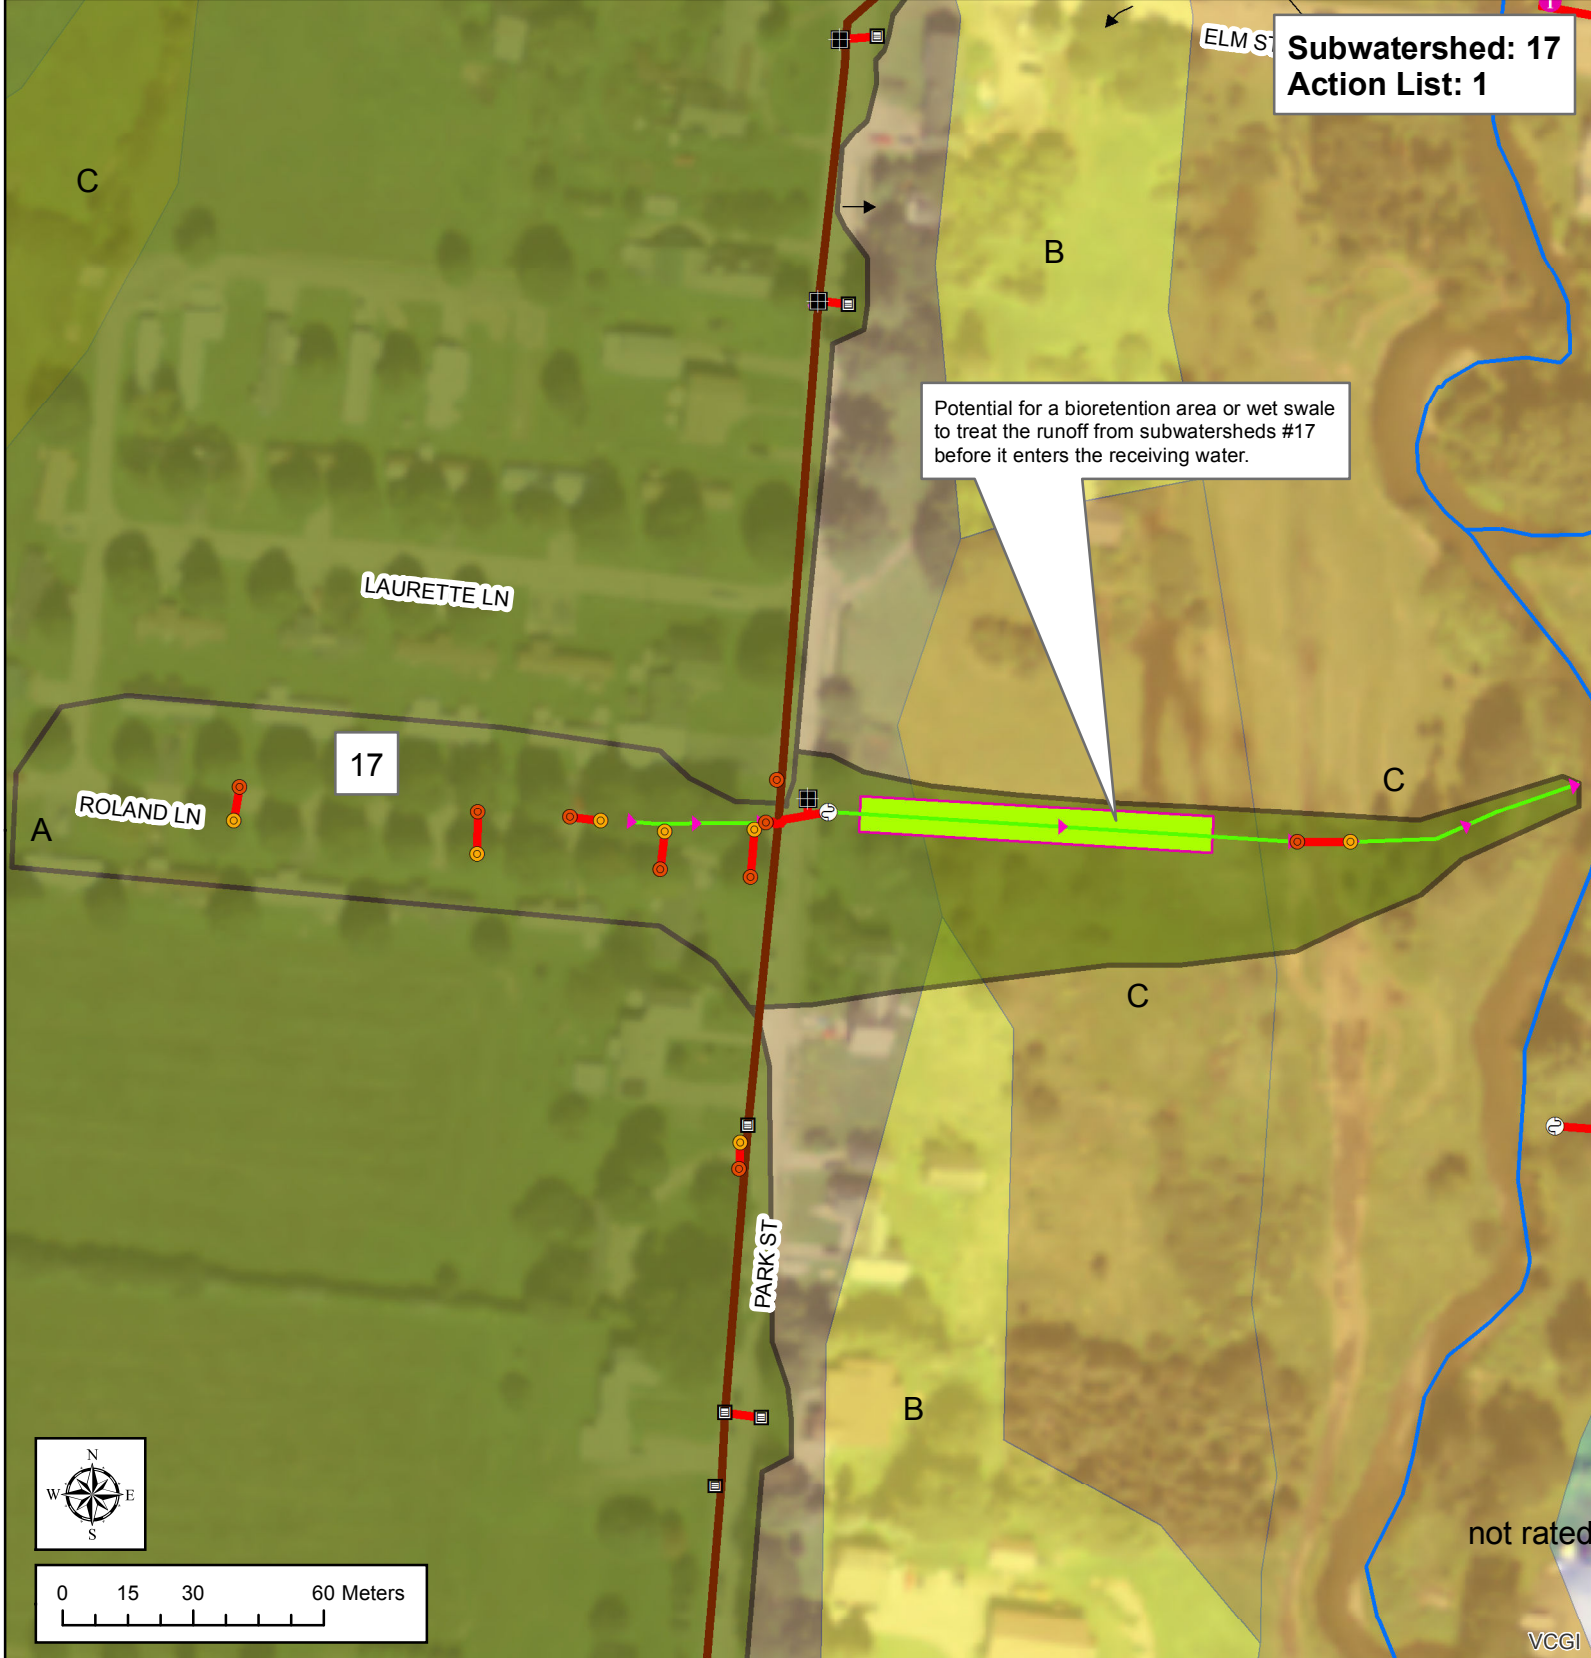 ELM ST
Subwatershed: 17
Action List: 1
C
B
Potential for a bioretention area or wet swale
to treat the runoff from subwatersheds #17
before it enters the receiving water.
LAURETTE LN
17
ROLAND LN
A
C
C
PARK ST
B
N
W E
S
not rated
0 15 30 60 Meters
VCGI